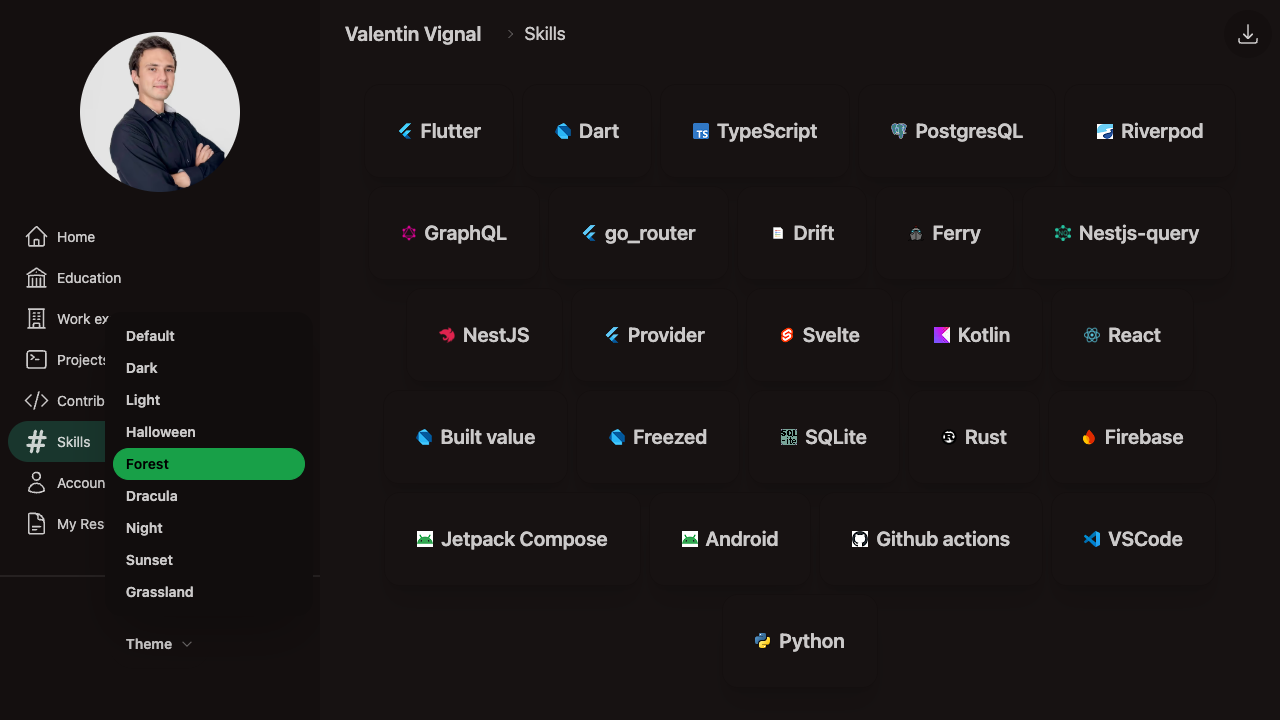 Valentin Vignal
Skills
Home
Education
Work ex
Projects
Contrib
Skills
Accoun
My Res
Default
Dark
Light
Halloween
Forest
Dracula
Night
Sunset
Grassland
Theme
Flutter
Dart
TS TypeScript
PostgresQL
Riverpod
GraphQL
go_router
Drift
Ferry
Nestjs-query
NestJS
Provider
Svelte
Kotlin
React
Built value
Freezed
SQLite
Rust
Firebase
Jetpack Compose
Android
Github actions
VSCode
Python